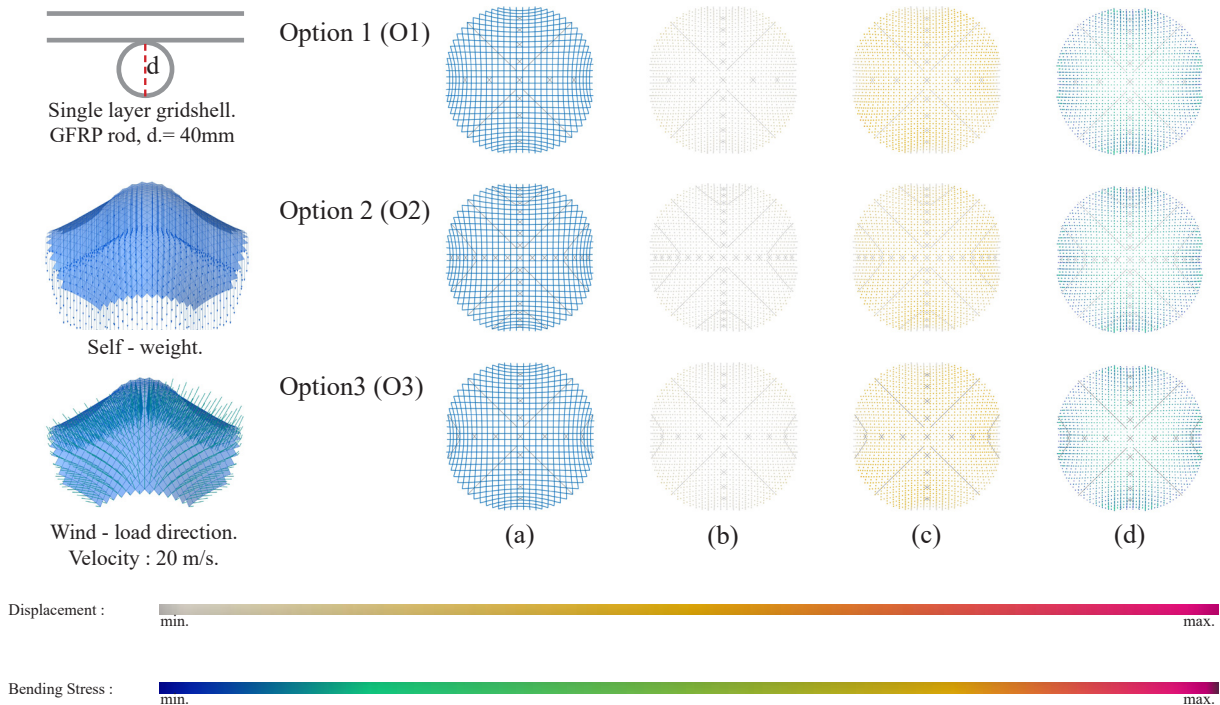 d
Single layer gridshell.
GFRP rod, d.= 40mm
Self - weight.
Wind - load direction.
Velocity : 20 m/s.
Option 1 (O1)
Option 2 (O2)
Option3 (O3)
(a)
(b)
(c)
(d)
Displacement :
min.
max.
Bending Stress :
min.
max.